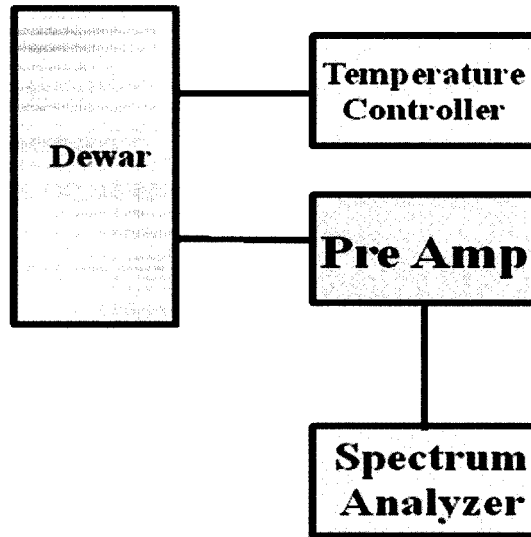 Temperature
Controller
Dewar
Pre Amp
Spectrum
Analyzer